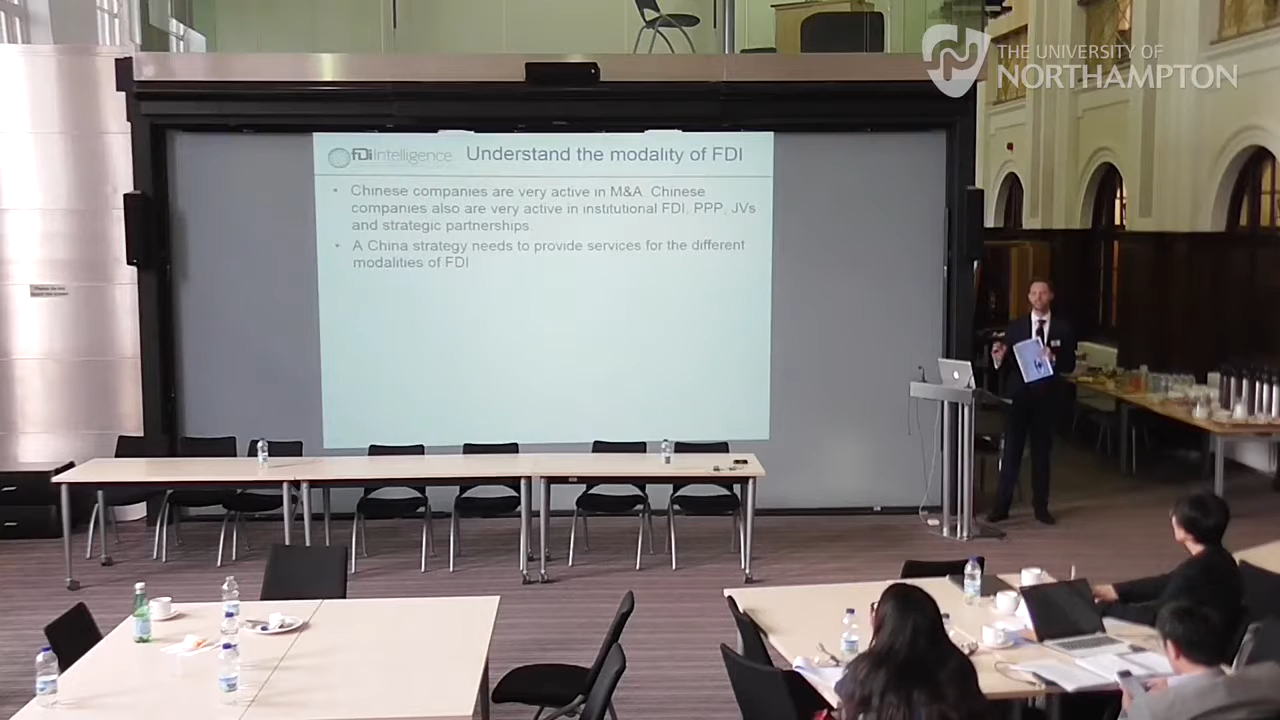 THE UNIVERSITY OF
NORTHAMPTON
fDi Intelligence
Understand the modality of FDI
• Chinese companies are very active in M&A. Chinese
companies also are very active in institutional FDI, PPP, JVs
and strategic partnerships.
• A China strategy needs to provide services for the different
modalities of FDI